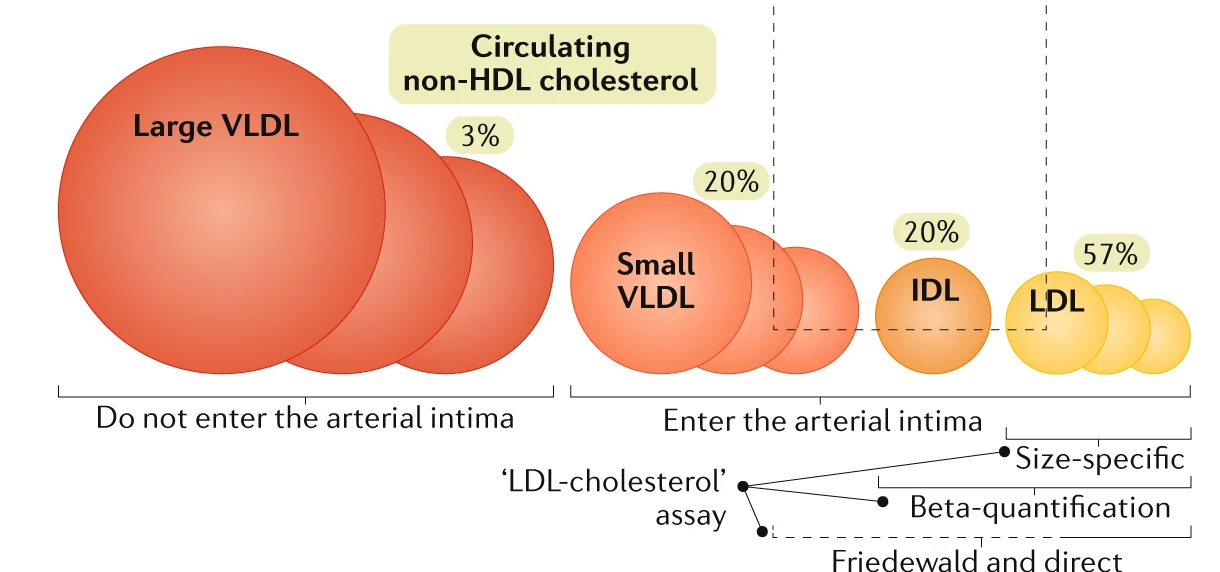 Circulating
non-HDL cholesterol
Large VLDL
3%
20%
Small
VLDL
20%
IDL
57%
LDL
Do not enter the arterial intima
Enter the arterial intima
Size-specific
‘LDL-cholesterol’
assay
Beta-quantification
Friedewald and direct